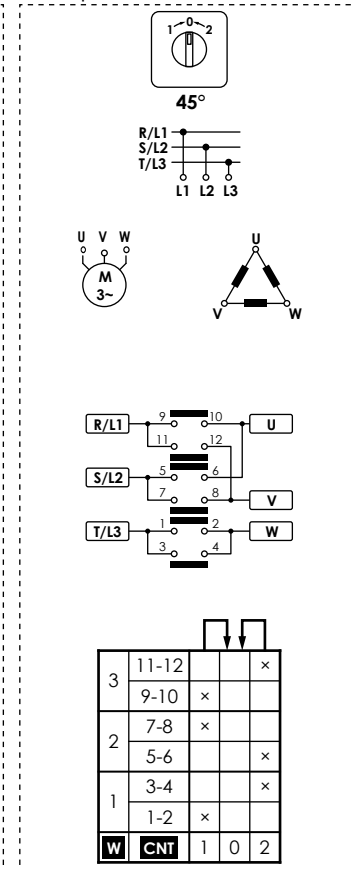 1 0 2
45°
R/L1
S/L2
T/L3
L1 L2 L3
U V W
M
3~
U
V W
R/L1 9 10 U
11 12
S/L2 5 6
7 8 V
T/L3 1 2 W
3 4
3 11-12 ×
9-10 ×
2 7-8 ×
5-6 ×
1 3-4 ×
1-2 ×
W CNT 1 0 2